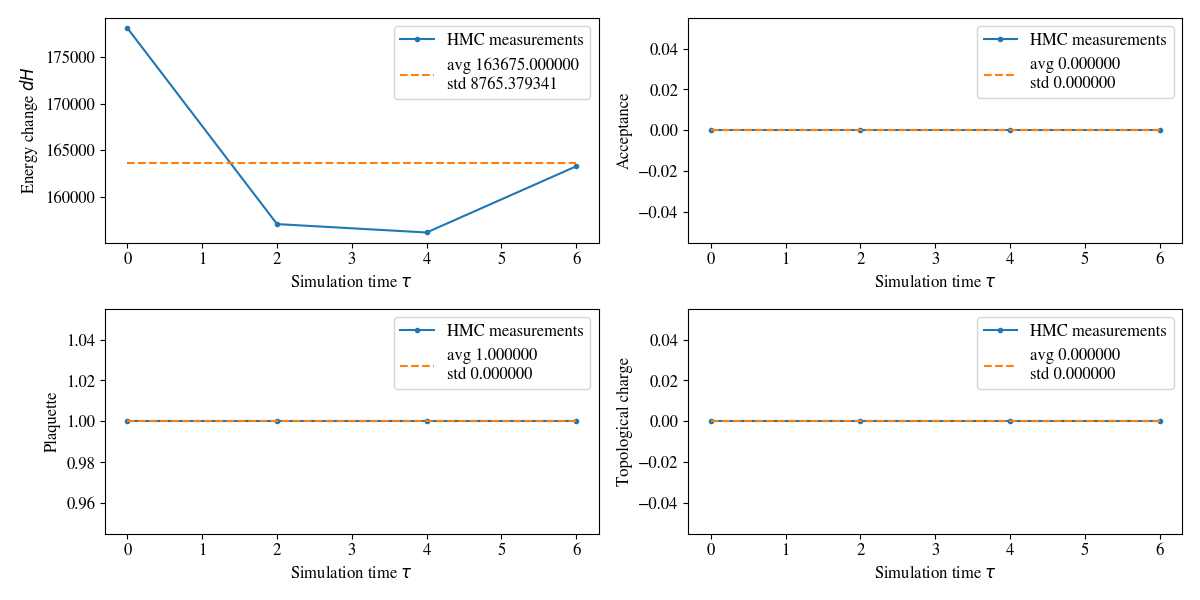 175000
170000
165000
160000
Energy change dH
HMC measurements
avg 163675.000000
std 8765.379341
0 1 2 3 4 5 6
Simulation time τ
0.04
0.02
0.00
−0.02
−0.04
Acceptance
HMC measurements
avg 0.000000
std 0.000000
0 1 2 3 4 5 6
Simulation time τ
1.04
1.02
1.00
0.98
0.96
Plaquette
HMC measurements
avg 1.000000
std 0.000000
0 1 2 3 4 5 6
Simulation time τ
0.04
0.02
0.00
−0.02
−0.04
Topological charge
HMC measurements
avg 0.000000
std 0.000000
0 1 2 3 4 5 6
Simulation time τ